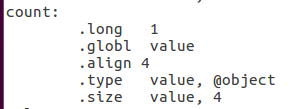 count:
.long 1
.globl value
.align 4
.type value, @object
.size value, 4